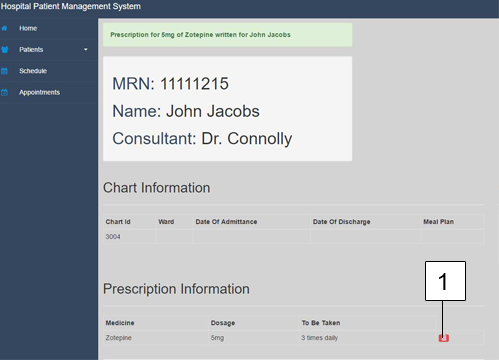 Hospital Patient Management System
Home
Patients
Schedule
Appointments
Prescription for 5mg of Zotepine written for John Jacobs
MRN: 11111215
Name: John Jacobs
Consultant: Dr. Connolly
Chart Information
Chart Id Ward Date Of Admittance Date Of Discharge Meal Plan
3004
Prescription Information
1
Medicine Dosage To Be Taken
Zotepine 5mg 3 times daily